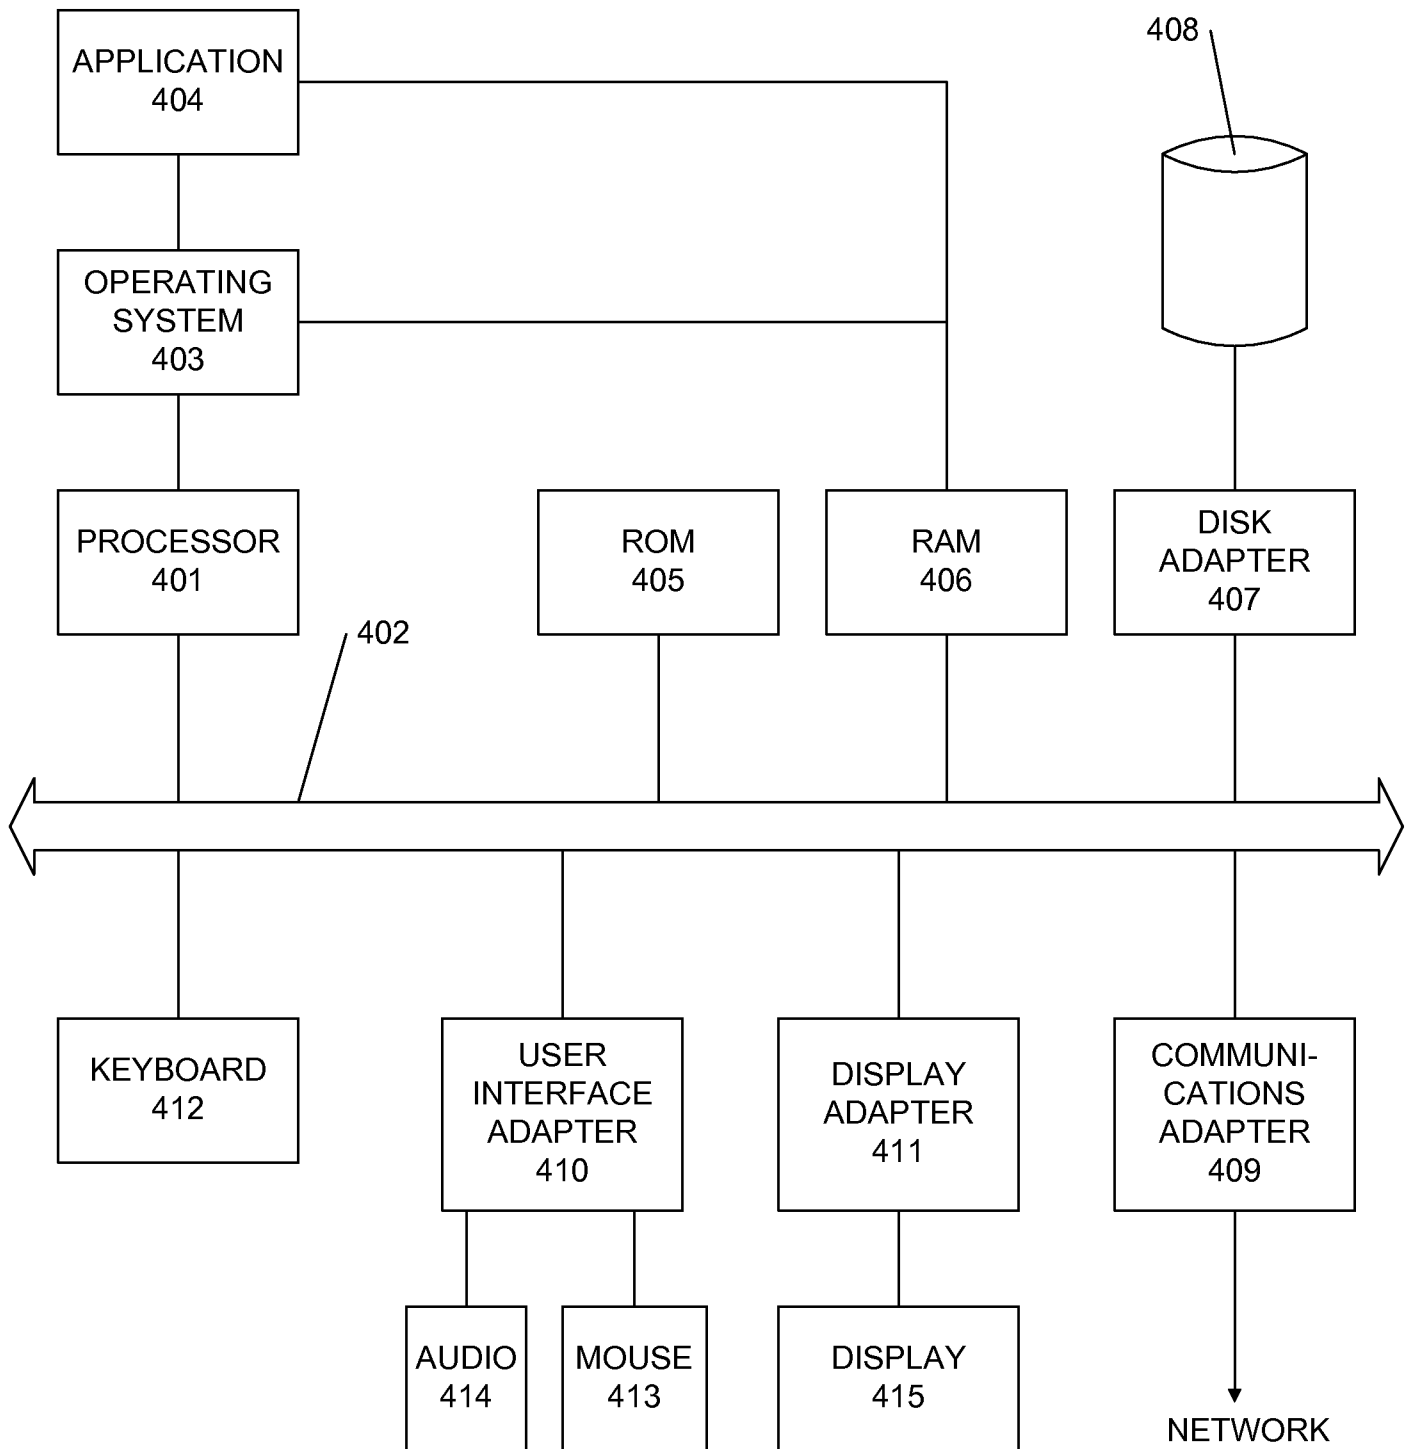 APPLICATION
404
408
OPERATING
SYSTEM
403
PROCESSOR
401
ROM
405
RAM
406
DISK
ADAPTER
407
402
KEYBOARD
412
USER
INTERFACE
ADAPTER
410
DISPLAY
ADAPTER
411
COMMUNI-
CATIONS
ADAPTER
409
AUDIO
414
MOUSE
413
DISPLAY
415
NETWORK